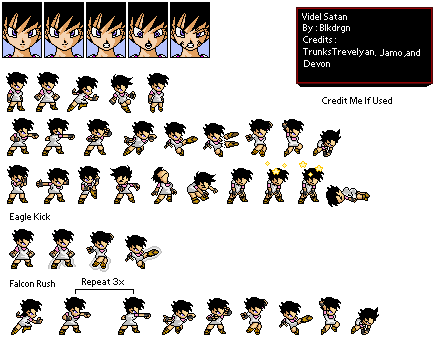 Videl Satan
By : Blkdrgn
Credits :
TrunksTrevelyan, Jamo,and
Devon
Credit Me If Used
Eagle Kick
Falcon Rush
Repeat 3x